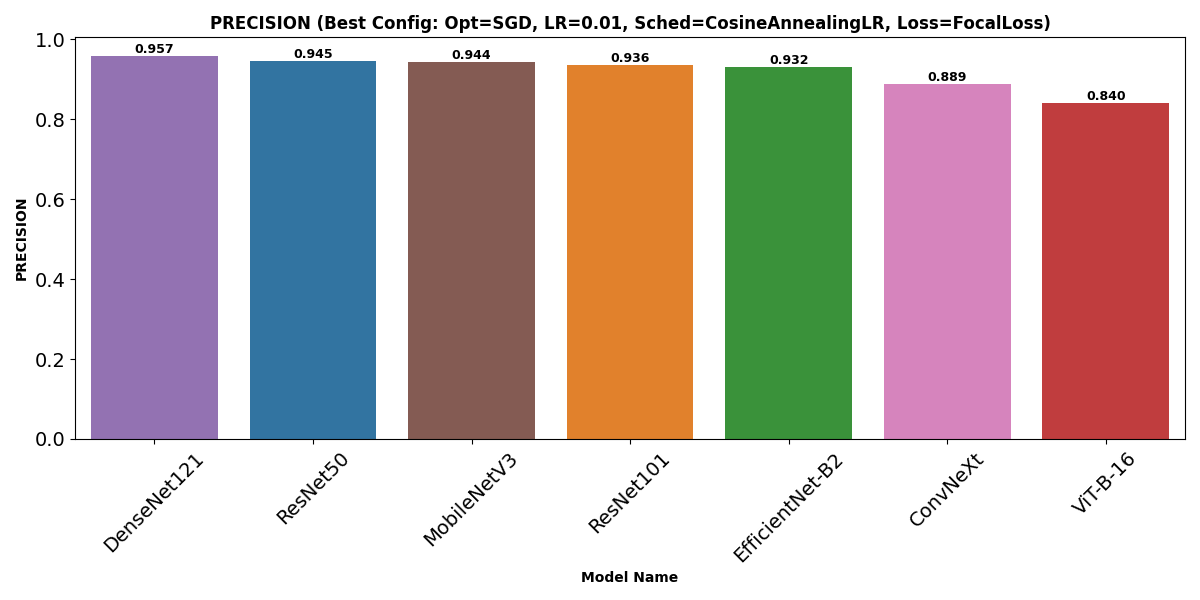 PRECISION (Best Config: Opt=SGD, LR=0.01, Sched=CosineAnnealingLR, Loss=FocalLoss)
PRECISION
1.0
0.8
0.6
0.4
0.2
0.0
0.957
0.945
0.944
0.936
0.932
0.889
0.840
DenseNet121
ResNet50
MobileNetV3
ResNet101
EfficientNet-B2
ConvNeXt
ViT-B-16
Model Name